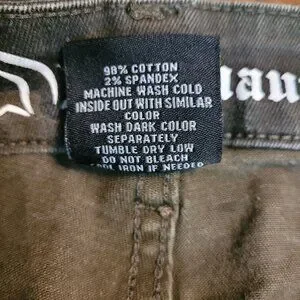 98% COTTON
2% SPANDEX
MACHINE WASH COLD
INSIDE OUT WITH SIMILAR
COLOR
WASH DARK COLOR
SEPARATELY
TUMBLE DRY LOW
DO NOT BLEACH
IRON IF NEEDED